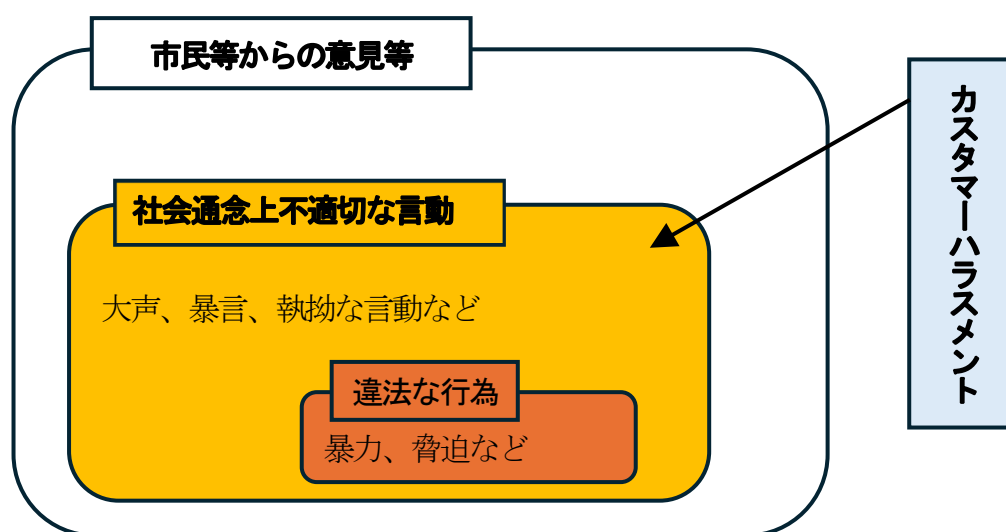 市民等からの意見等
カスタマーハラスメント
社会通念上不適切な言動
大声、暴言、執拗な言動など
違法な行為
暴力、脅迫など